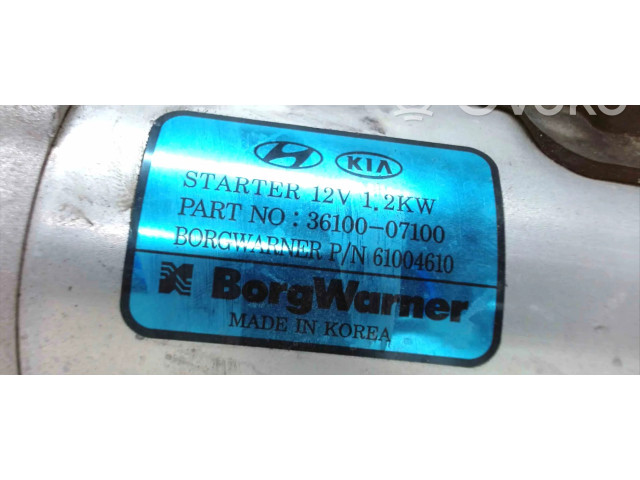 KIA
STARTER 12V 1.2KW
PART NO : 36100-07100
BORGWARNER P/N 61004610
BorgWarner
MADE IN KOREA